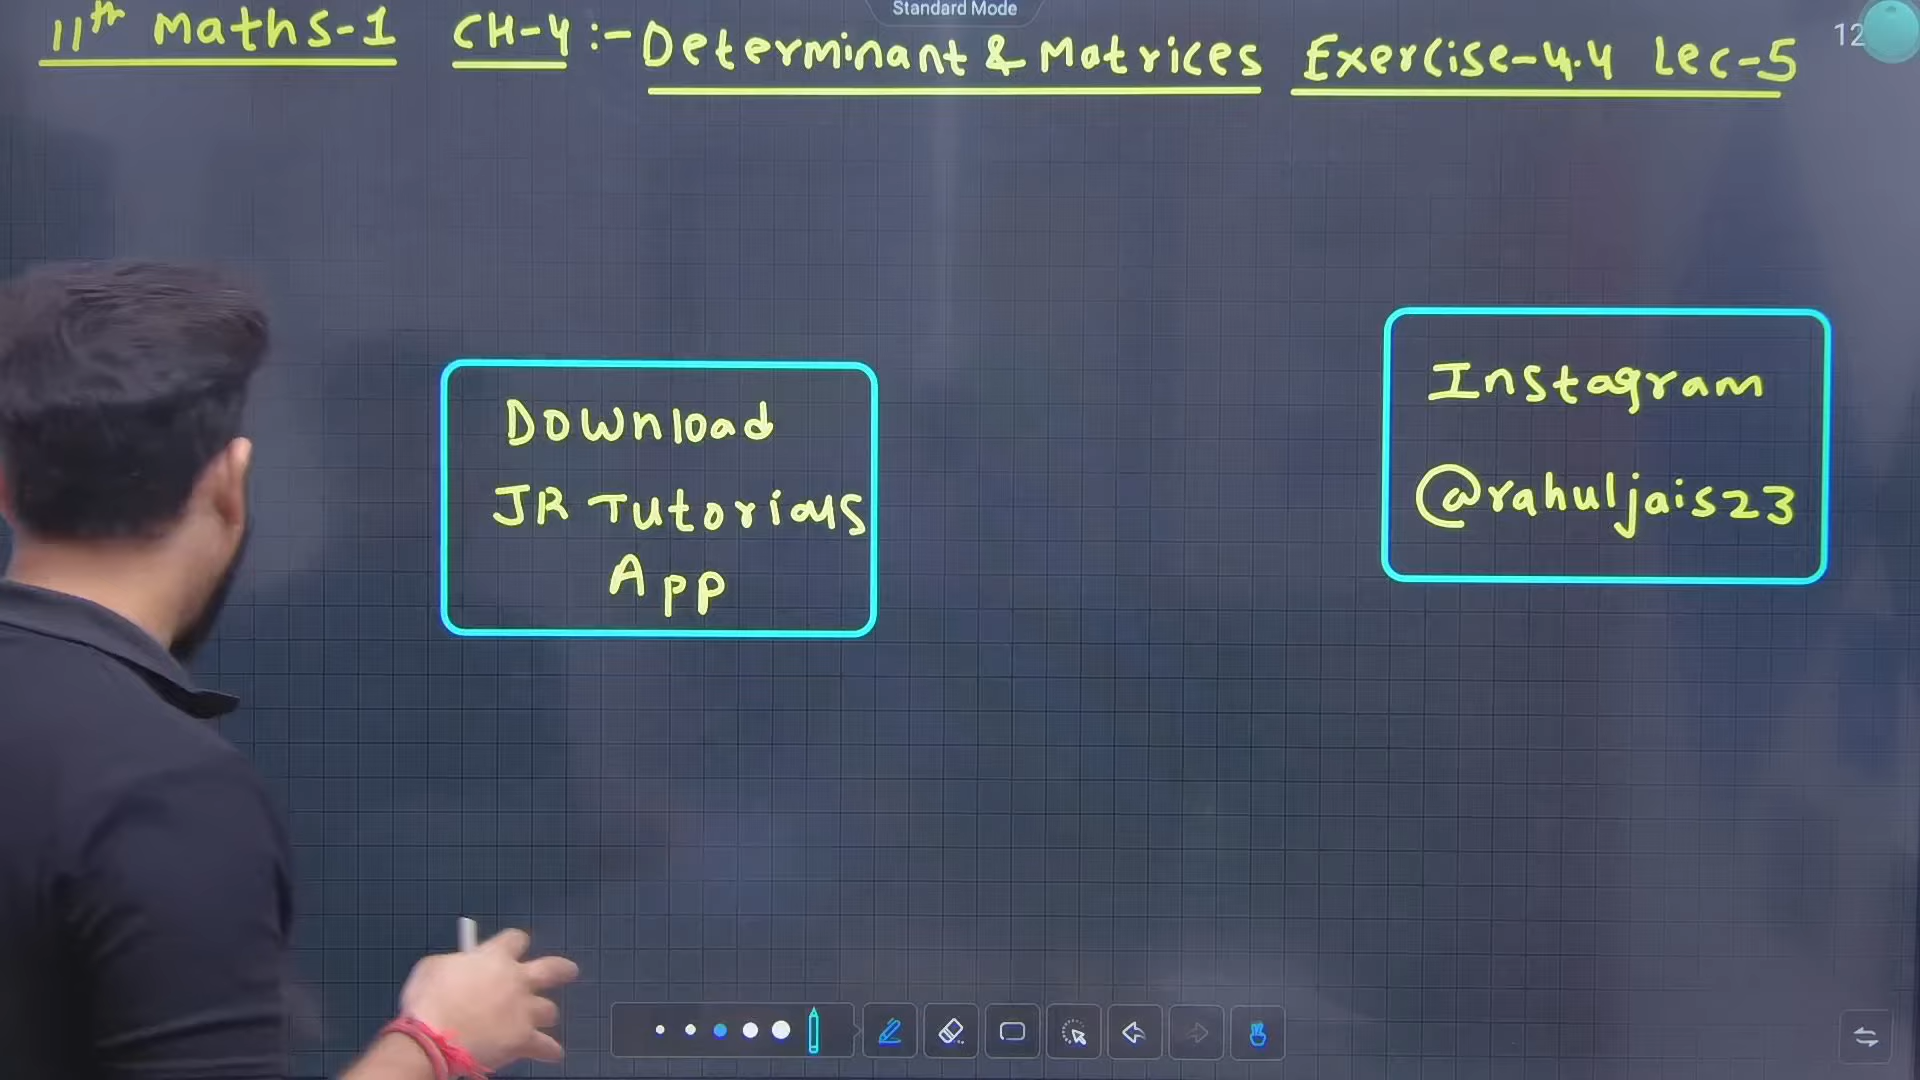 Standard Mode
11th Maths-1 CH-4 :- Determinant & Matrices Exercise-4.4 Lec-5
12
Download
JR Tutorials
App
Instagram
@rahuljais23